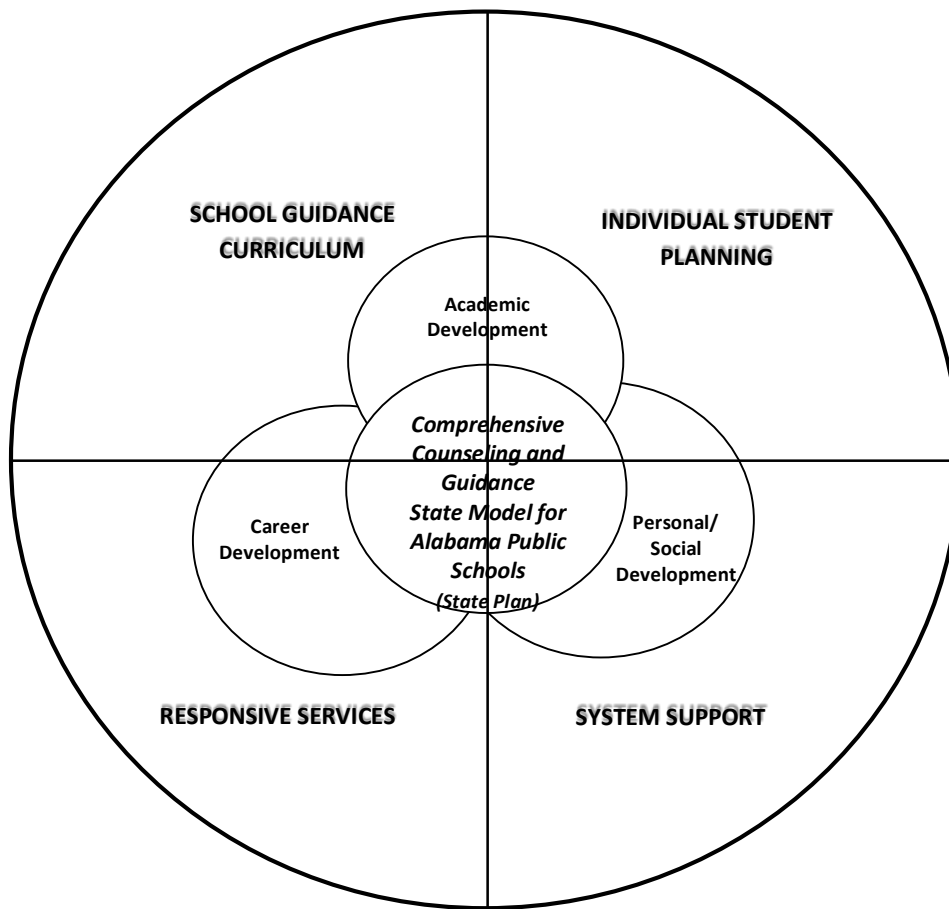 SCHOOL GUIDANCE
CURRICULUM
INDIVIDUAL STUDENT
PLANNING
Academic
Development
Comprehensive
Counseling and
Guidance
State Model for
Alabama Public
Schools
(State Plan)
Career
Development
Personal/
Social
Development
RESPONSIVE SERVICES
SYSTEM SUPPORT